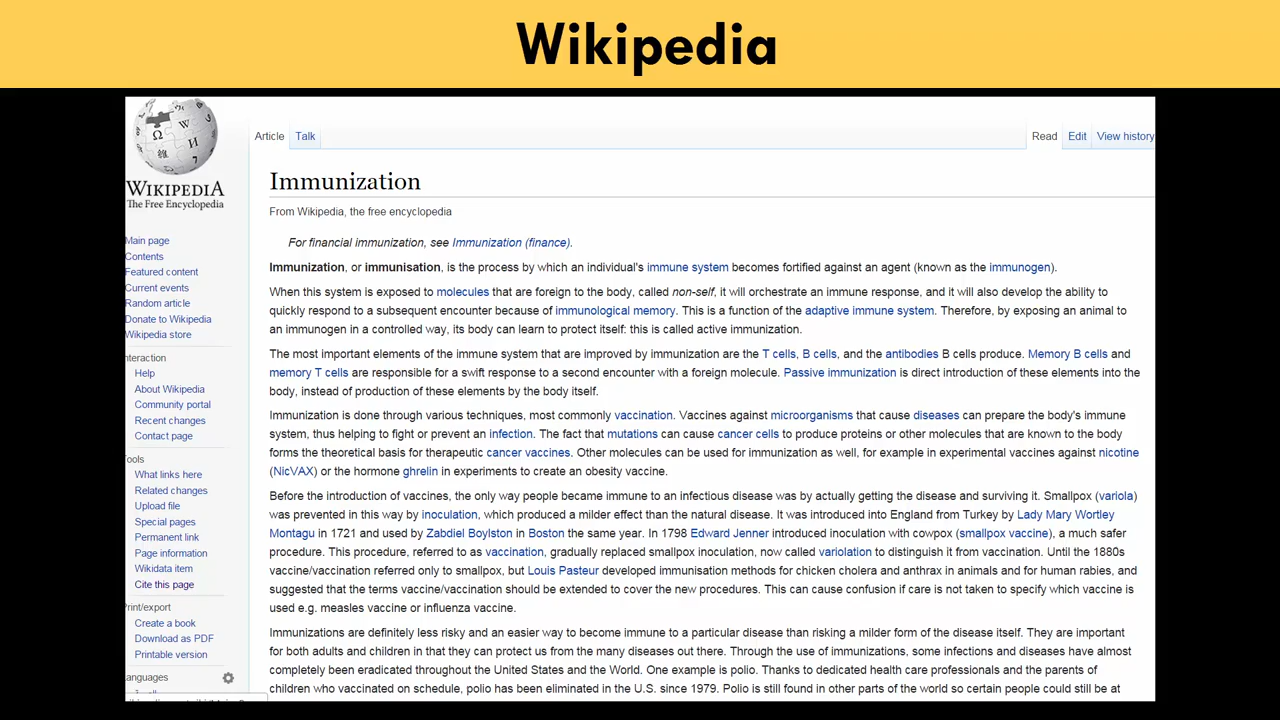 Wikipedia
WIKIPEDIA
The Free Encyclopedia
Main page
Contents
Featured content
Current events
Random article
Donate to Wikipedia
Wikipedia store
nteraction
Help
About Wikipedia
Community portal
Recent changes
Contact page
ools
What links here
Related changes
Upload file
Special pages
Permanent link
Page information
Wikidata item
Cite this page
Print/export
Create a book
Download as PDF
Printable version
anguages
Article Talk
Read Edit View history
Immunization
From Wikipedia, the free encyclopedia
For financial immunization, see Immunization (finance).
Immunization, or immunisation, is the process by which an individual's immune system becomes fortified against an agent (known as the immunogen).
When this system is exposed to molecules that are foreign to the body, called non-self, it will orchestrate an immune response, and it will also develop the ability to
quickly respond to a subsequent encounter because of immunological memory. This is a function of the adaptive immune system. Therefore, by exposing an animal to
an immunogen in a controlled way, its body can learn to protect itself: this is called active immunization.
The most important elements of the immune system that are improved by immunization are the T cells, B cells, and the antibodies B cells produce. Memory B cells and
memory T cells are responsible for a swift response to a second encounter with a foreign molecule. Passive immunization is direct introduction of these elements into the
body, instead of production of these elements by the body itself.
Immunization is done through various techniques, most commonly vaccination. Vaccines against microorganisms that cause diseases can prepare the body's immune
system, thus helping to fight or prevent an infection. The fact that mutations can cause cancer cells to produce proteins or other molecules that are known to the body
forms the theoretical basis for therapeutic cancer vaccines. Other molecules can be used for immunization as well, for example in experimental vaccines against nicotine
(NicVAX) or the hormone ghrelin in experiments to create an obesity vaccine.
Before the introduction of vaccines, the only way people became immune to an infectious disease was by actually getting the disease and surviving it. Smallpox (variola)
was prevented in this way by inoculation, which produced a milder effect than the natural disease. It was introduced into England from Turkey by Lady Mary Wortley
Montagu in 1721 and used by Zabdiel Boylston in Boston the same year. In 1798 Edward Jenner introduced inoculation with cowpox (smallpox vaccine), a much safer
procedure. This procedure, referred to as vaccination, gradually replaced smallpox inoculation, now called variolation to distinguish it from vaccination. Until the 1880s
vaccine/vaccination referred only to smallpox, but Louis Pasteur developed immunisation methods for chicken cholera and anthrax in animals and for human rabies, and
suggested that the terms vaccine/vaccination should be extended to cover the new procedures. This can cause confusion if care is not taken to specify which vaccine is
used e.g. measles vaccine or influenza vaccine.
Immunizations are definitely less risky and an easier way to become immune to a particular disease than risking a milder form of the disease itself. They are important
for both adults and children in that they can protect us from the many diseases out there. Through the use of immunizations, some infections and diseases have almost
completely been eradicated throughout the United States and the World. One example is polio. Thanks to dedicated health care professionals and the parents of
children who vaccinated on schedule, polio has been eliminated in the U.S. since 1979. Polio is still found in other parts of the world so certain people could still be at